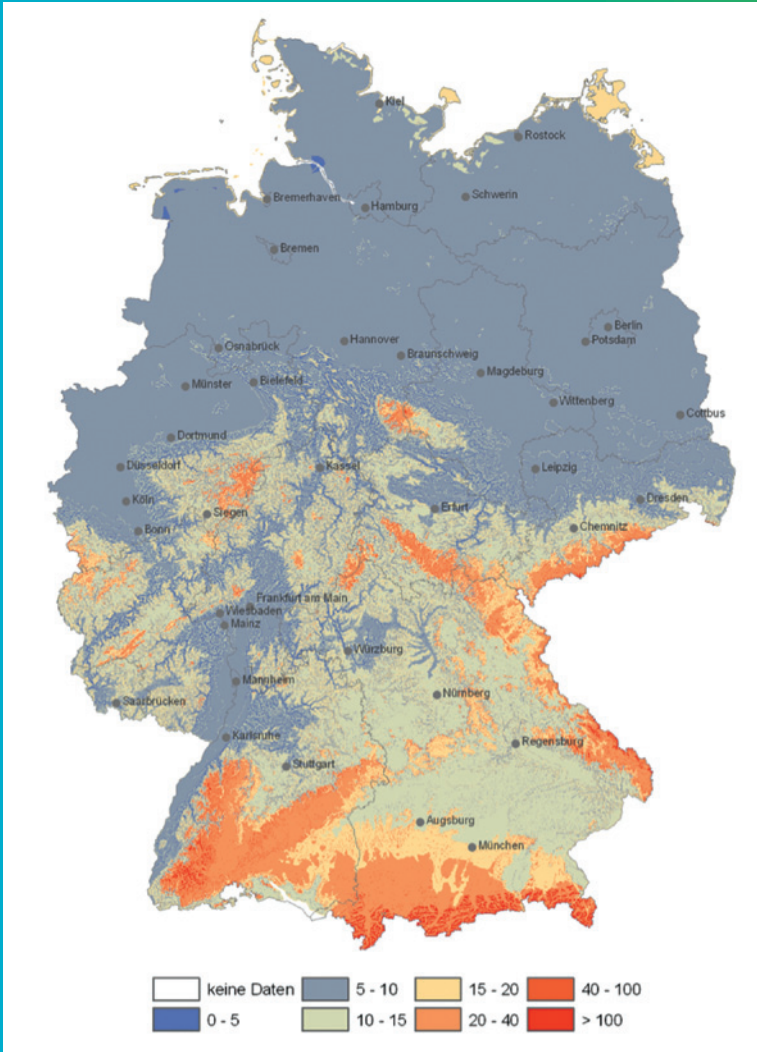 Kiel
Rostock
Bremerhaven
Hamburg
Schwerin
Bremen
Berlin
Osnabrück
Hannover
Potsdam
Braunschweig
Münster
Bielefeld
Magdeburg
Wittenberg
Cottbus
Dortmund
Düsseldorf
Kassel
Leipzig
Köln
Erfurt
Dresden
Siegen
Chemnitz
Bonn
Frankfurt am Main
Wiesbaden
Mainz
Würzburg
Mannheim
Nürnberg
Saarbrücken
Karlsruhe
Regensburg
Stuttgart
Augsburg
München
keine Daten 5 - 10 15 - 20 40 - 100
0 - 5 10 - 15 20 - 40 > 100